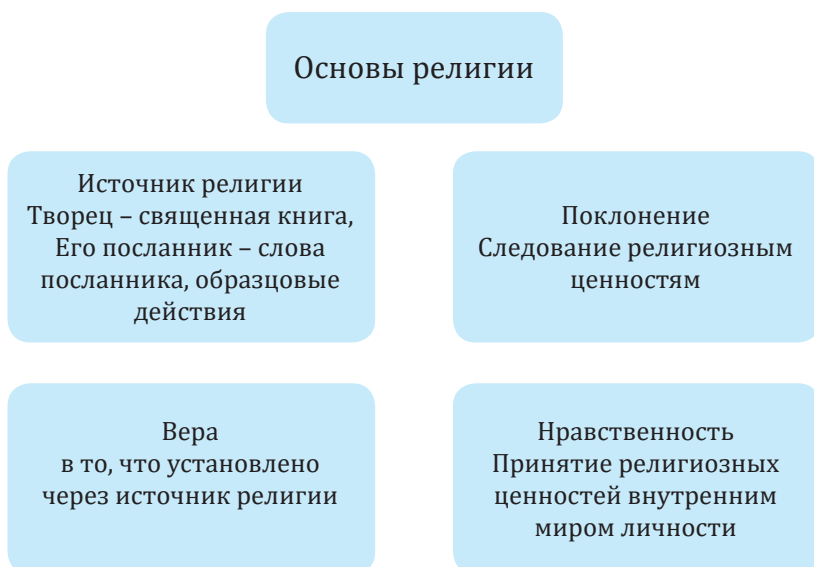 Основы религии
Источник религии
Творец – священная книга,
Его посланник – слова
посланника, образцовые
действия
Поклонение
Следование религиозным
ценностям
Вера
в то, что установлено
через источник религии
Нравственность
Принятие религиозных
ценностей внутренним
миром личности